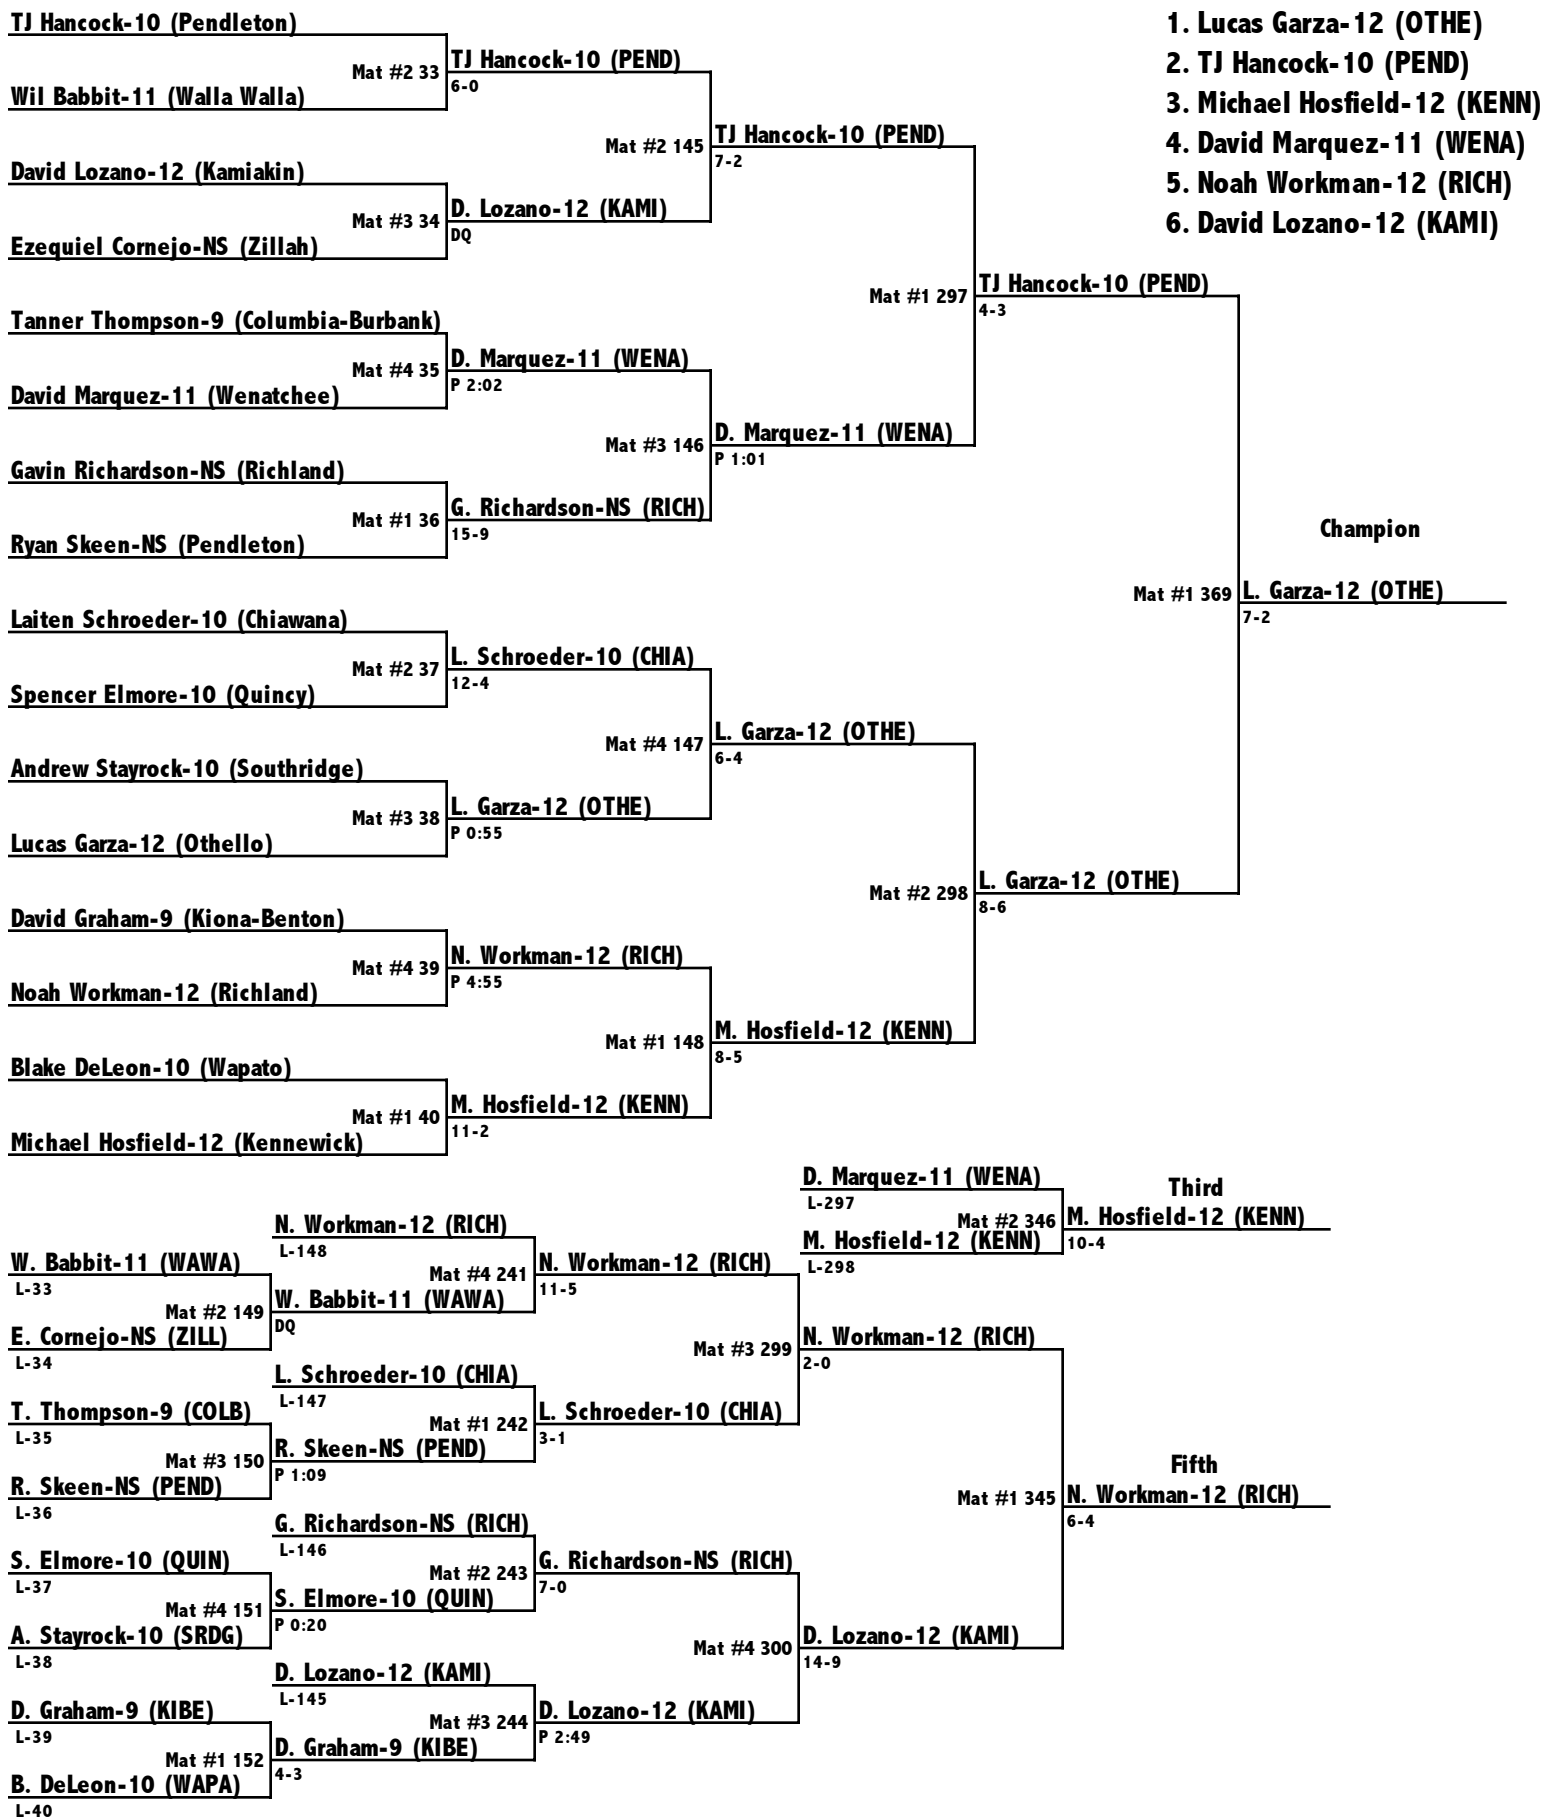 TJ Hancock-10 (Pendleton)
Mat #2 33
Wil Babbit-11 (Walla Walla)
David Lozano-12 (Kamiakin)
Mat #3 34
Ezequiel Cornejo-NS (Zillah)
Tanner Thompson-9 (Columbia-Burbank)
Mat #4 35
David Marquez-11 (Wenatchee)
Gavin Richardson-NS (Richland)
Mat #1 36
Ryan Skeen-NS (Pendleton)
Laiten Schroeder-10 (Chiawana)
Mat #2 37
Spencer Elmore-10 (Quincy)
Andrew Stayrock-10 (Southridge)
Mat #3 38
Lucas Garza-12 (Othello)
David Graham-9 (Kiona-Benton)
Mat #4 39
Noah Workman-12 (Richland)
Blake DeLeon-10 (Wapato)
Mat #1 40
Michael Hosfield-12 (Kennewick)
TJ Hancock-10 (PEND)
6-0
Mat #2 145
D. Lozano-12 (KAMI)
DQ
D. Marquez-11 (WENA)
P 2:02
Mat #3 146
G. Richardson-NS (RICH)
15-9
L. Schroeder-10 (CHIA)
12-4
Mat #4 147
L. Garza-12 (OTHE)
P 0:55
N. Workman-12 (RICH)
P 4:55
Mat #1 148
M. Hosfield-12 (KENN)
11-2
TJ Hancock-10 (PEND)
7-2
Mat #1 297
D. Marquez-11 (WENA)
P 1:01
L. Garza-12 (OTHE)
6-4
Mat #2 298
M. Hosfield-12 (KENN)
8-5
TJ Hancock-10 (PEND)
4-3
Mat #1 369
L. Garza-12 (OTHE)
8-6
Champion
L. Garza-12 (OTHE)
7-2
1. Lucas Garza-12 (OTHE)
2. TJ Hancock-10 (PEND)
3. Michael Hosfield-12 (KENN)
4. David Marquez-11 (WENA)
5. Noah Workman-12 (RICH)
6. David Lozano-12 (KAMI)
W. Babbit-11 (WAWA)
L-33
Mat #2 149
E. Cornejo-NS (ZILL)
L-34
T. Thompson-9 (COLB)
L-35
Mat #3 150
R. Skeen-NS (PEND)
L-36
S. Elmore-10 (QUIN)
L-37
Mat #4 151
A. Stayrock-10 (SRDG)
L-38
D. Graham-9 (KIBE)
L-39
Mat #1 152
B. DeLeon-10 (WAPA)
L-40
N. Workman-12 (RICH)
L-148
Mat #4 241
W. Babbit-11 (WAWA)
DQ
L. Schroeder-10 (CHIA)
L-147
Mat #1 242
R. Skeen-NS (PEND)
P 1:09
G. Richardson-NS (RICH)
L-146
Mat #2 243
S. Elmore-10 (QUIN)
P 0:20
D. Lozano-12 (KAMI)
L-145
Mat #3 244
D. Graham-9 (KIBE)
4-3
N. Workman-12 (RICH)
11-5
Mat #3 299
L. Schroeder-10 (CHIA)
3-1
G. Richardson-NS (RICH)
7-0
Mat #4 300
D. Lozano-12 (KAMI)
P 2:49
D. Marquez-11 (WENA)
L-297
Mat #2 346
M. Hosfield-12 (KENN)
L-298
Third
M. Hosfield-12 (KENN)
10-4
N. Workman-12 (RICH)
2-0
Mat #1 345
D. Lozano-12 (KAMI)
14-9
Fifth
N. Workman-12 (RICH)
6-4